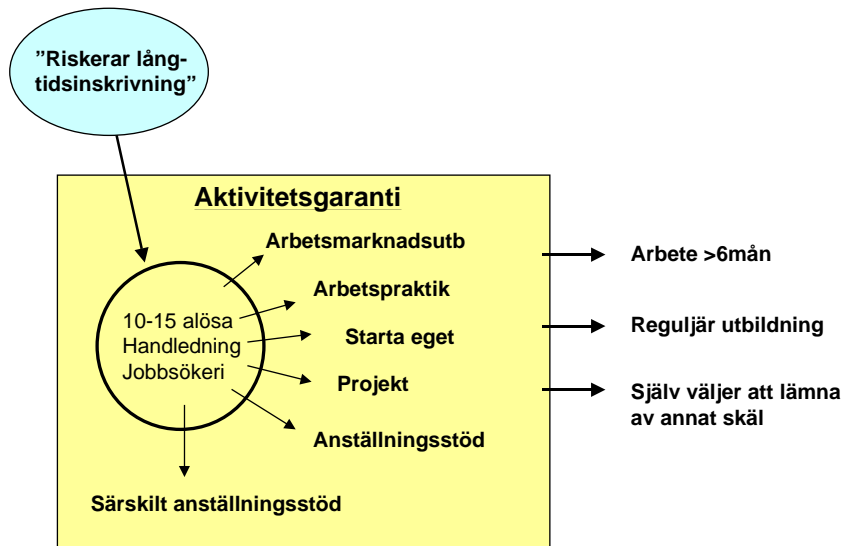 ”Riskerar lång-
tidsinskrivning”
Aktivitetsgaranti
Arbetsmarknadsutb
Arbetspraktik
Starta eget
Projekt
Anställningsstöd
Särskilt anställningsstöd
10-15 alösa
Handledning
Jobbsökeri
Arbete >6mån
Reguljär utbildning
Själv väljer att lämna
av annat skäl